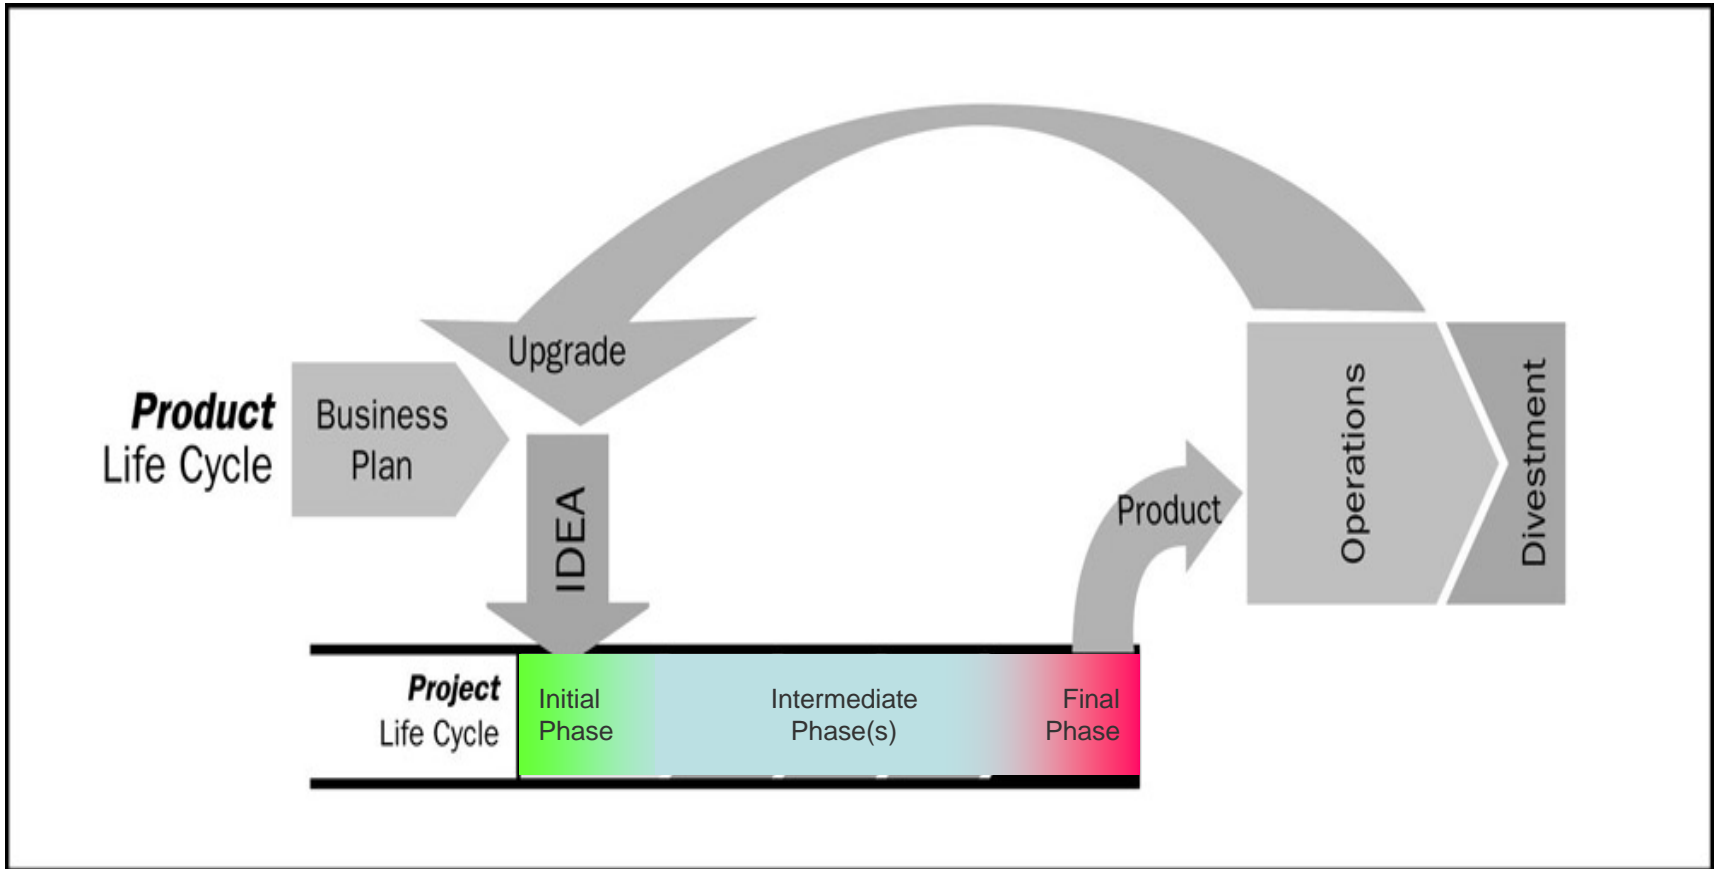 Upgrade
Product
Life Cycle
Business
Plan
IDEA
Product
Operations
Divestment
Project
Life Cycle
Initial
Phase
Intermediate
Phase(s)
Final
Phase